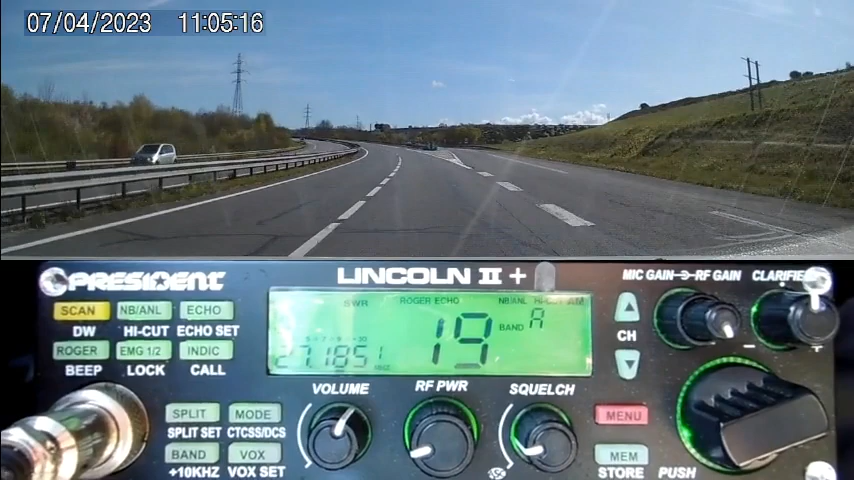 07/04/2023 11:05:16
PRESIDENT LINCOLN II + MIC GAIN RF GAIN CLARIFIER
SCAN NB/ANL ECHO
DW HI-CUT ECHO SET
ROGER EMG 1/2 INDIC
BEEP LOCK CALL
SWR ROGER ECHO NB/ANL HI-CUT AM
19 BAND A
27.1851
CH
- +
VOLUME RF PWR SQUELCH
SPLIT MODE
SPLIT SET CTCSS/DCS
BAND VOX
+10KHZ VOX SET
MENU
MEM
STORE PUSH